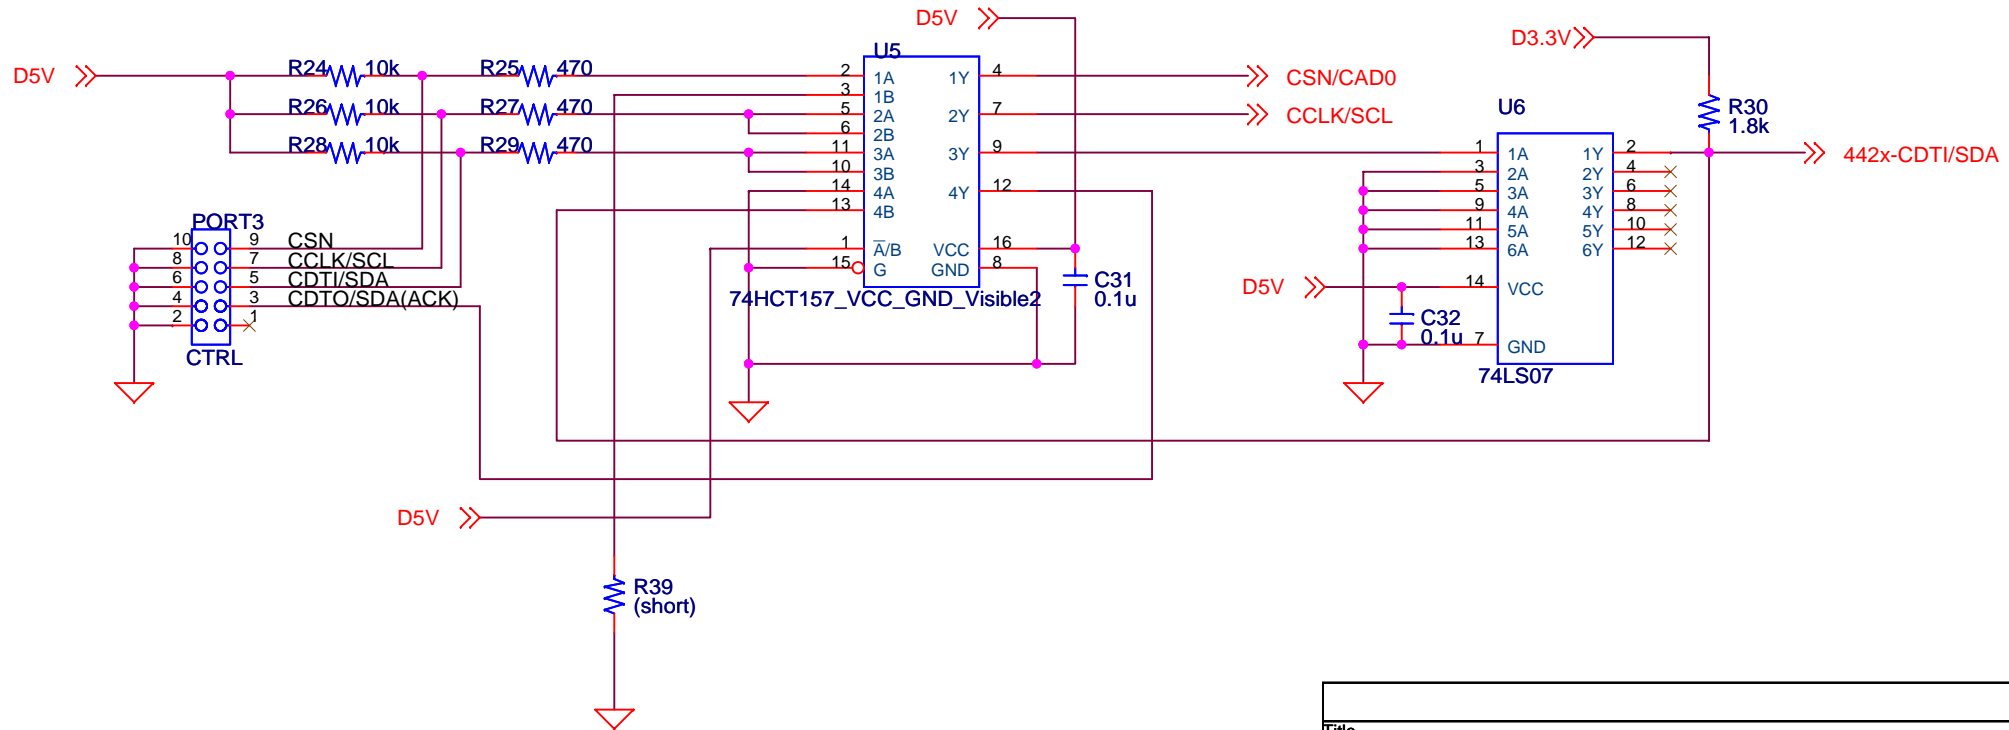 D5V
D3.3V
U5
D5V
R24 10k R25 470
2 1A 1Y 4 CSN/CAD0
3 1B
R26 10k R27 470
5 2A 2Y 7 CCLK/SCL
U6
R30
1.8k
6 2B
R28 10k R29 470
11 3A 3Y 9
1 1A 1Y 2 442x-CDTI/SDA
10 3B
3 2A 2Y 4
14 4A 4Y 12
5 3A 3Y 6
13 4B
9 4A 4Y 8
PORT3
11 5A 5Y 10
10 9 CSN
1 A/B VCC 16
13 6A 6Y 12
8 7 CCLK/SCL
15 G GND 8
6 5 CDTI/SDA
C31
0.1u
D5V
14 VCC
4 3 CDTO/SDA(ACK)
74HCT157_VCC_GND_Visible2
2 1
C32
0.1u
7 GND
CTRL
74LS07
D5V
R39
(short)
Title